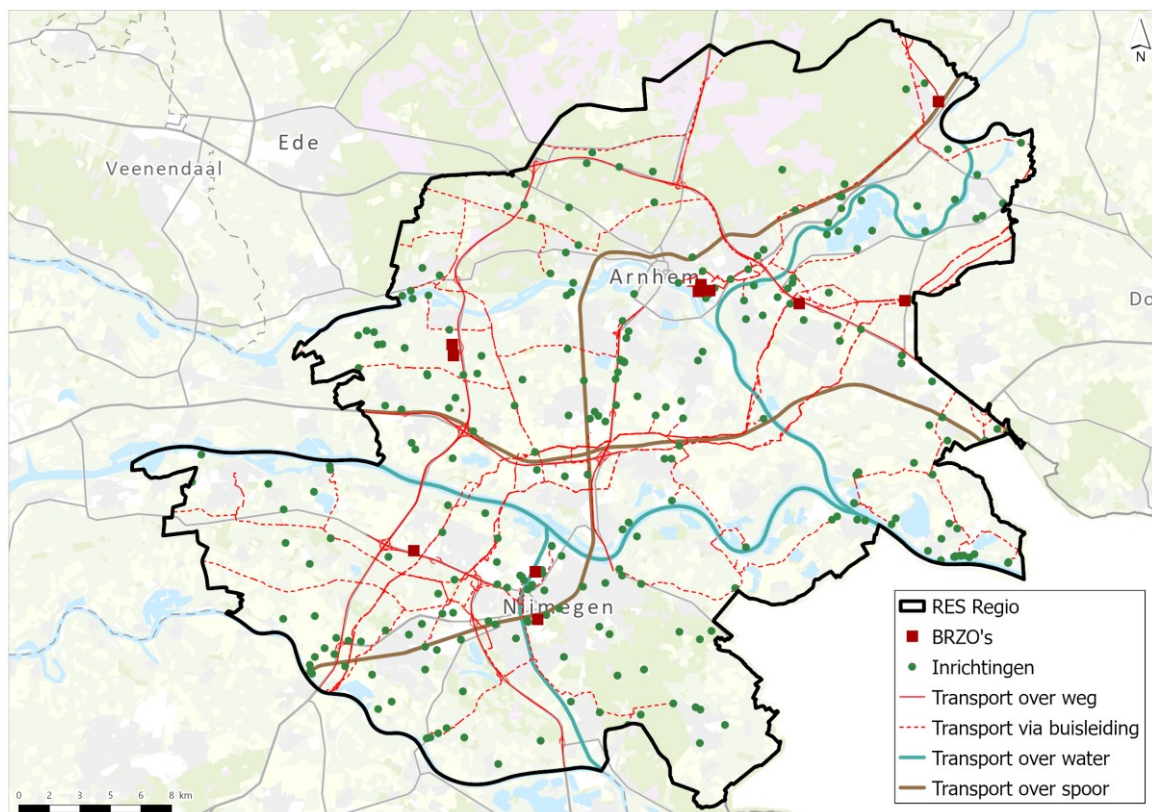 N
Ede
Veenendaal
Arnhem
Do
Nijmegen
RES Regio
BRZO's
Inrichtingen
Transport over weg
Transport via buisleiding
Transport over water
Transport over spoor
0 2 3 5 6 8 km